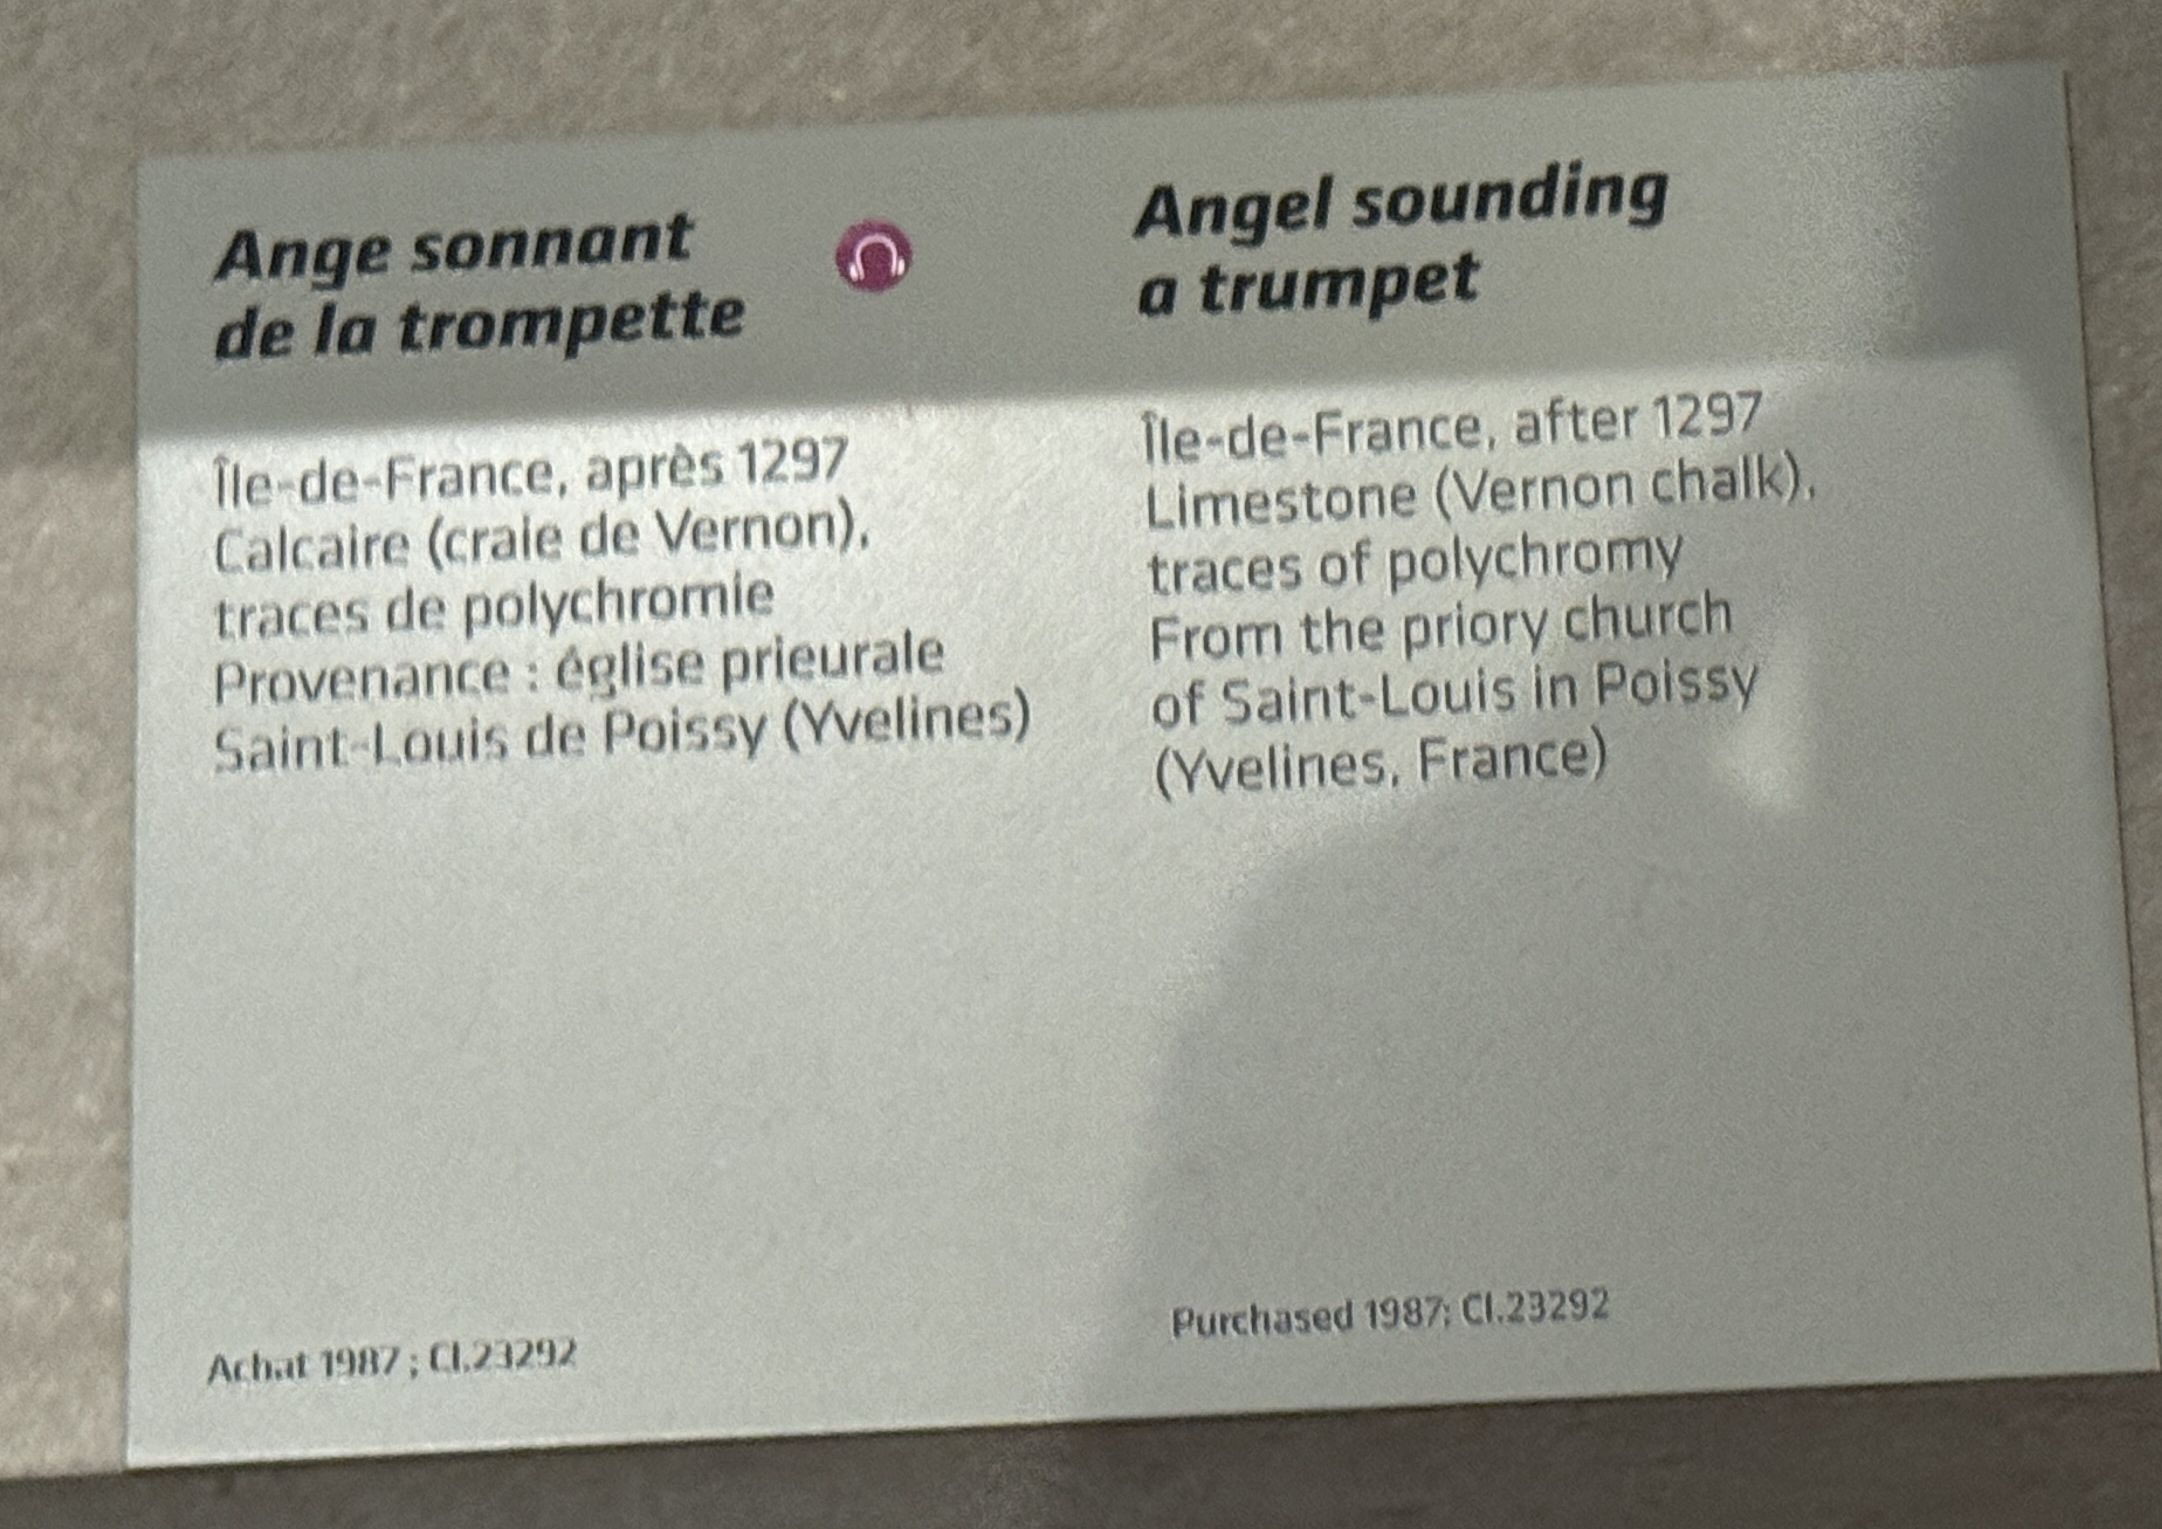 Ange sonnant
de la trompette
Île-de-France, après 1297
Calcaire (craie de Vernon),
traces de polychromie
Provenance : église prieurale
Saint-Louis de Poissy (Yvelines)
Achat 1987 ; Cl.23292
Angel sounding
a trumpet
Île-de-France, after 1297
Limestone (Vernon chalk),
traces of polychromy
From the priory church
of Saint-Louis in Poissy
(Yvelines, France)
Purchased 1987; Cl.23292